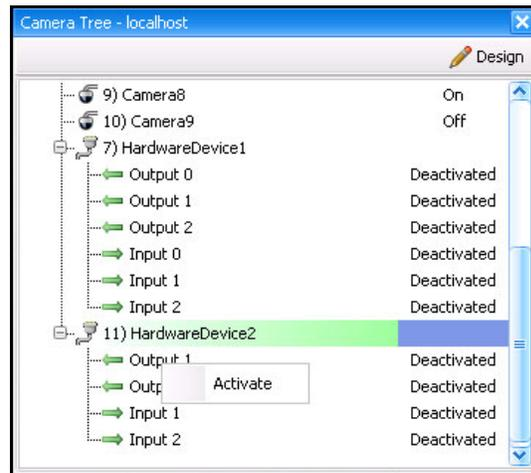 Camera Tree - localhost
Design
9) Camera8 On
10) Camera9 Off
7) HardwareDevice1
Output 0 Deactivated
Output 1 Deactivated
Output 2 Deactivated
Input 0 Deactivated
Input 1 Deactivated
Input 2 Deactivated
11) HardwareDevice2
Output 1 Deactivated
Outp Deactivated
Activate
Input 1 Deactivated
Input 2 Deactivated